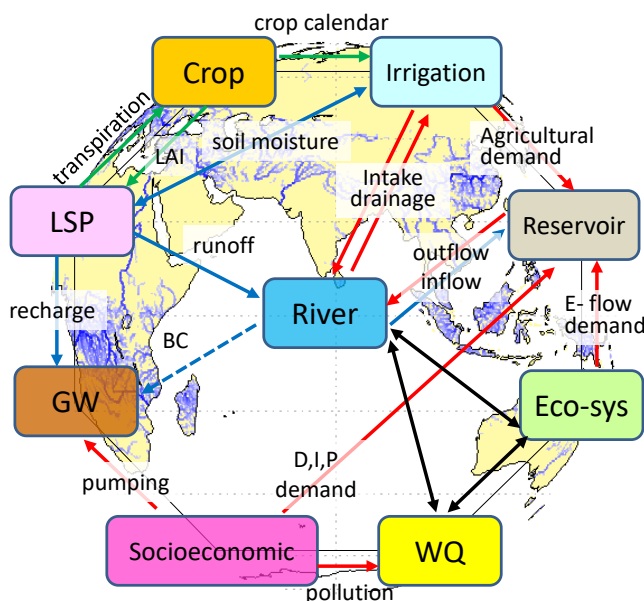 crop calendar
Crop
Irrigation
transpiration
LAI
soil moisture
Agricultural
demand
Intake
drainage
LSP
Reservoir
runoff
outflow
inflow
recharge
River
E- flow
demand
BC
GW
Eco-sys
pumping
D,I,P
demand
Socioeconomic
WQ
pollution